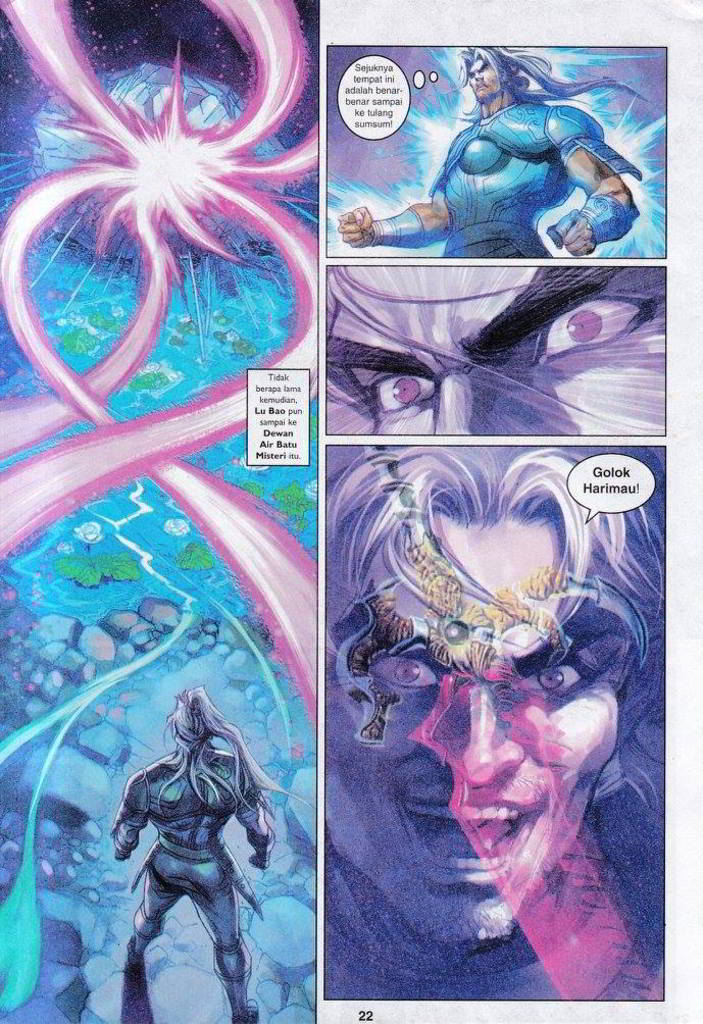 Tidak
berapa lama
kemudian,
Lu Bao pun
sampai ke
Dewan
Air Batu
Misteri itu.
Sejuknya
tempat ini
adalah benar-
benar sampai
ke tulang
sumsum!
Golok
Harimau!
22